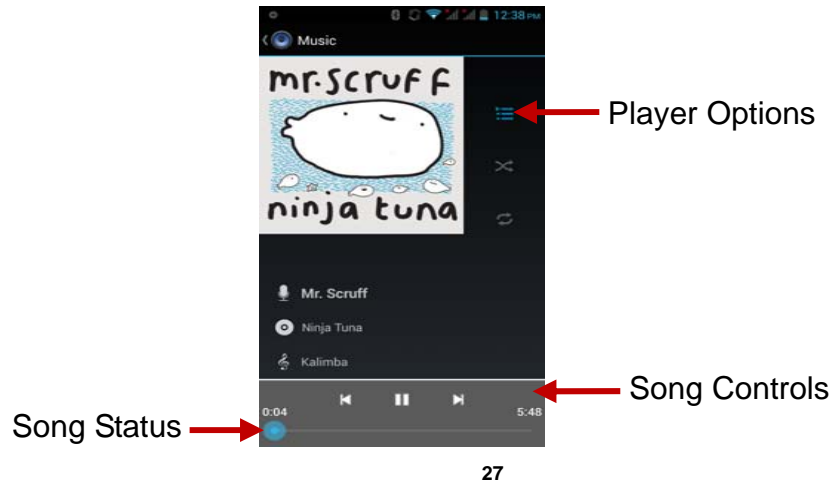 12:38 PM
Music
mr.scruff
ninja tuna
Player Options
Mr. Scruff
Ninja Tuna
Kalimba
Song Controls
0:04
5:48
Song Status
27